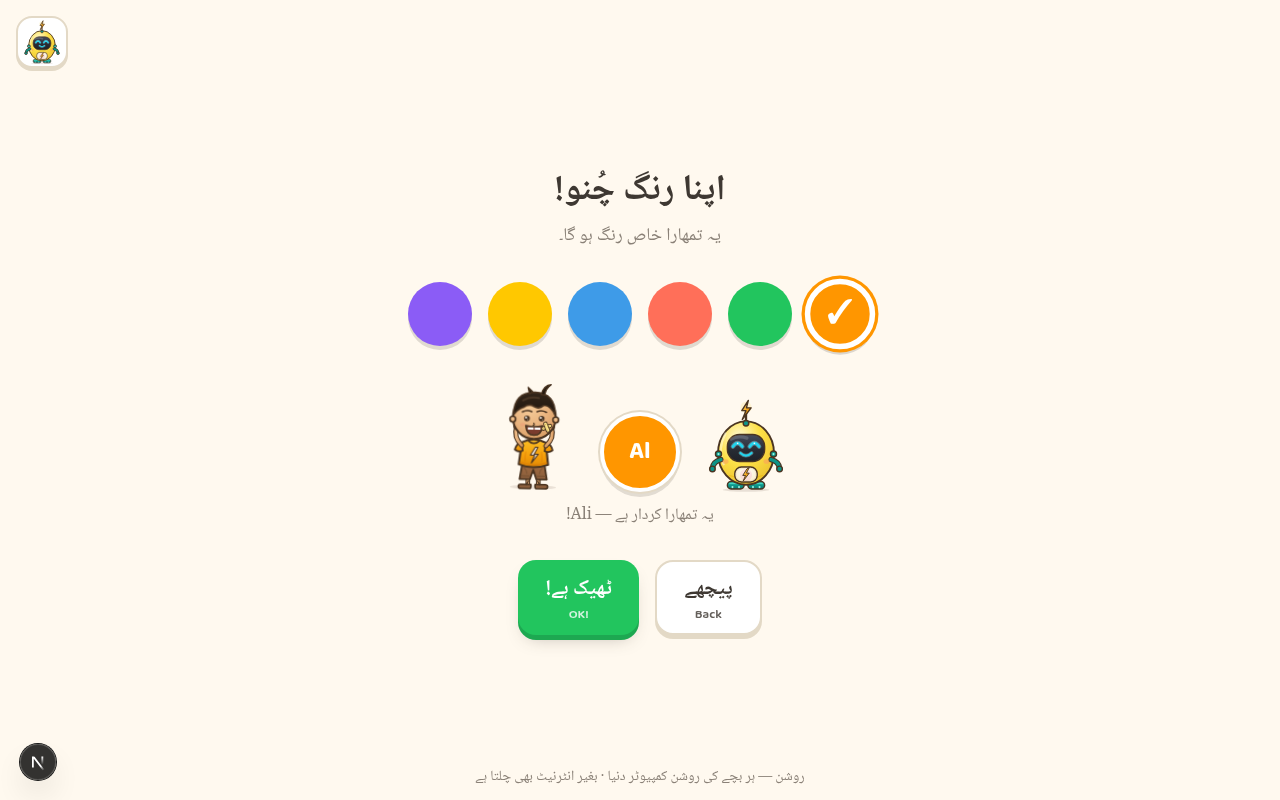 اپنا رنگ چُنو!
یہ تمھارا خاص رنگ ہو گا۔
✓
Al
یہ تمھارا کردار ہے — Ali!
پیچھے
Back
ٹھیک ہے!
OK!
روشن — ہر بچے کی روشن کمپیوٹر دنیا · بغیر انٹرنیٹ بھی چلتا ہے
N